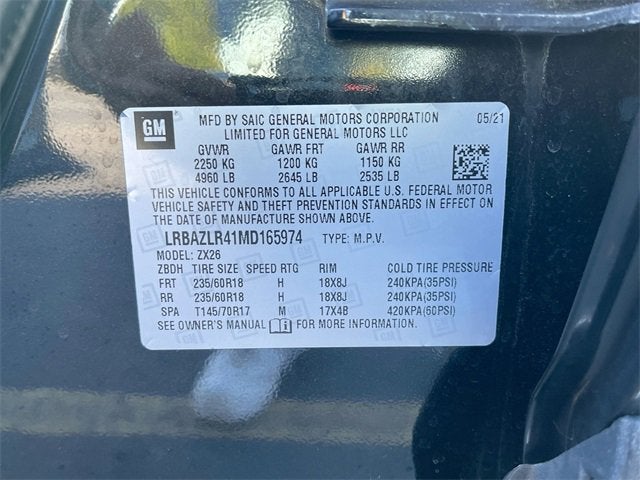 GM
MFD BY SAIC GENERAL MOTORS CORPORATION 05/21
LIMITED FOR GENERAL MOTORS LLC
GVWR GAWR FRT GAWR RR
2250 KG 1200 KG 1150 KG
4960 LB 2645 LB 2535 LB
THIS VEHICLE CONFORMS TO ALL APPLICABLE U.S. FEDERAL MOTOR
VEHICLE SAFETY AND THEFT PREVENTION STANDARDS IN EFFECT ON
THE DATE OF MANUFACTURE SHOWN ABOVE.
LRBAZLR41MD165974 TYPE: M.P.V.
MODEL: ZX26
ZBDH TIRE SIZE SPEED RTG RIM COLD TIRE PRESSURE
FRT 235/60R18 H 18X8J 240KPA(35PSI)
RR 235/60R18 H 18X8J 240KPA(35PSI)
SPA T145/70R17 M 17X4B 420KPA(60PSI)
SEE OWNER'S MANUAL FOR MORE INFORMATION.